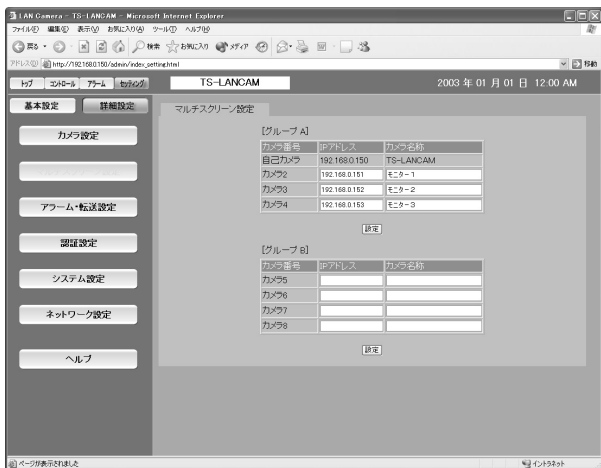 LAN Camera - TS-LANCAM - Microsoft Internet Explorer
ファイル(F) 編集(E) 表示(V) お気に入り(A) ツール(T) ヘルプ(H)
戻る 検索 お気に入り メディア
アドレス(D) http://192.168.0.150/admin/index_setting.html 移動
トップ コントロール アラーム セッティング TS-LANCAM 2003 年 01 月 01 日 12:00 AM
基本設定 詳細設定
マルチスクリーン設定
カメラ設定
アラーム・転送設定
認証設定
システム設定
ネットワーク設定
ヘルプ
[グループ A]
カメラ番号 IPアドレス カメラ名称
自己カメラ 192.168.0.150 TS-LANCAM
カメラ2 192.168.0.151 モニター1
カメラ3 192.168.0.152 モニター2
カメラ4 192.168.0.153 モニター3
設定
[グループ B]
カメラ番号 IPアドレス カメラ名称
カメラ5
カメラ6
カメラ7
カメラ8
設定
ページが表示されました イントラネット